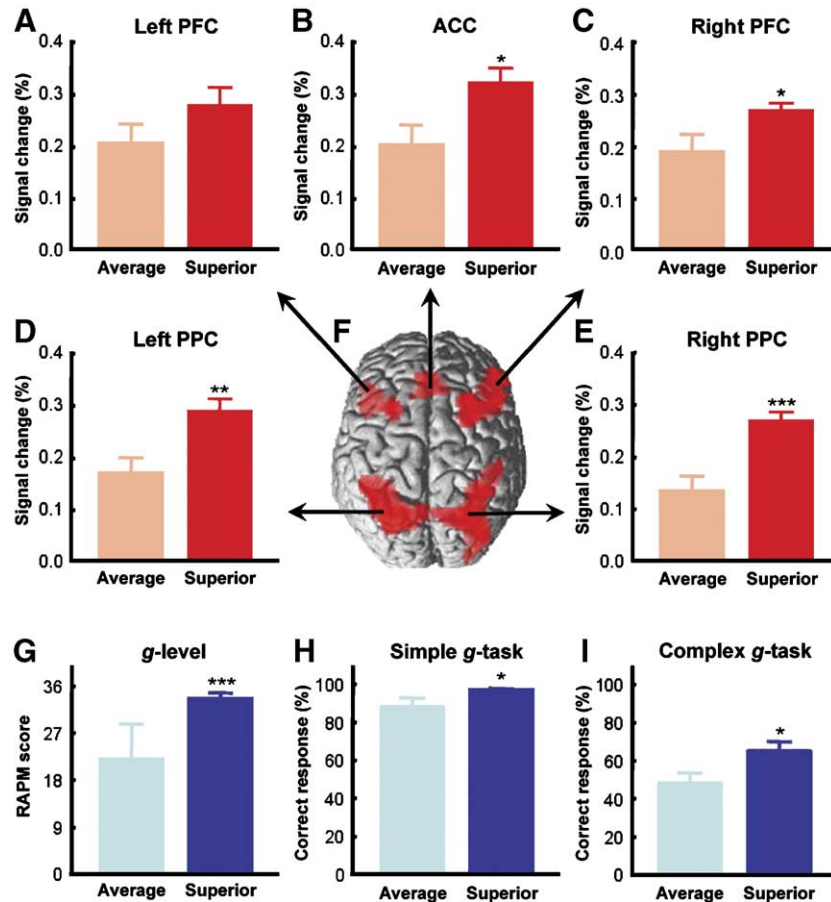 A Left PFC
Signal change (%)
0.4
0.3
0.2
0.1
0.0
Average Superior
B ACC
Signal change (%)
0.4
0.3
0.2
0.1
0.0
*
Average Superior
C Right PFC
Signal change (%)
0.4
0.3
0.2
0.1
0.0
*
Average Superior
D Left PPC
Signal change (%)
0.4
0.3
0.2
0.1
0.0
**
Average Superior
F
E Right PPC
Signal change (%)
0.4
0.3
0.2
0.1
0.0
***
Average Superior
G g-level
RAPM score
36
27
18
9
0
***
Average Superior
H Simple g-task
Correct response (%)
100
80
60
40
20
0
*
Average Superior
I Complex g-task
Correct response (%)
100
80
60
40
20
0
*
Average Superior